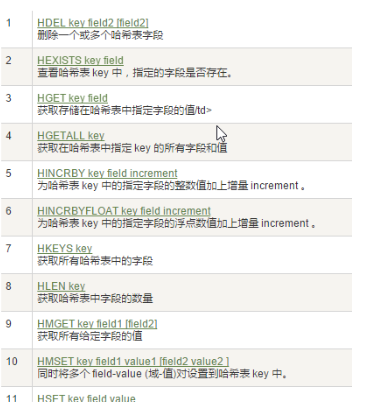 1
HDEL key field2 [field2]
删除一个或多个哈希表字段
2
HEXISTS key field
查看哈希表 key 中，指定的字段是否存在。
3
HGET key field
获取存储在哈希表中指定字段的值/td>
4
HGETALL key
获取在哈希表中指定 key 的所有字段和值
5
HINCRBY key field increment
为哈希表 key 中的指定字段的整数值加上增量 increment 。
6
HINCRBYFLOAT key field increment
为哈希表 key 中的指定字段的浮点数值加上增量 increment 。
7
HKEYS key
获取所有哈希表中的字段
8
HLEN key
获取哈希表中字段的数量
9
HMGET key field1 [field2]
获取所有给定字段的值
10
HMSET key field1 value1 [field2 value2 ]
同时将多个 field-value (域-值)对设置到哈希表 key 中。
11
HSET key field value